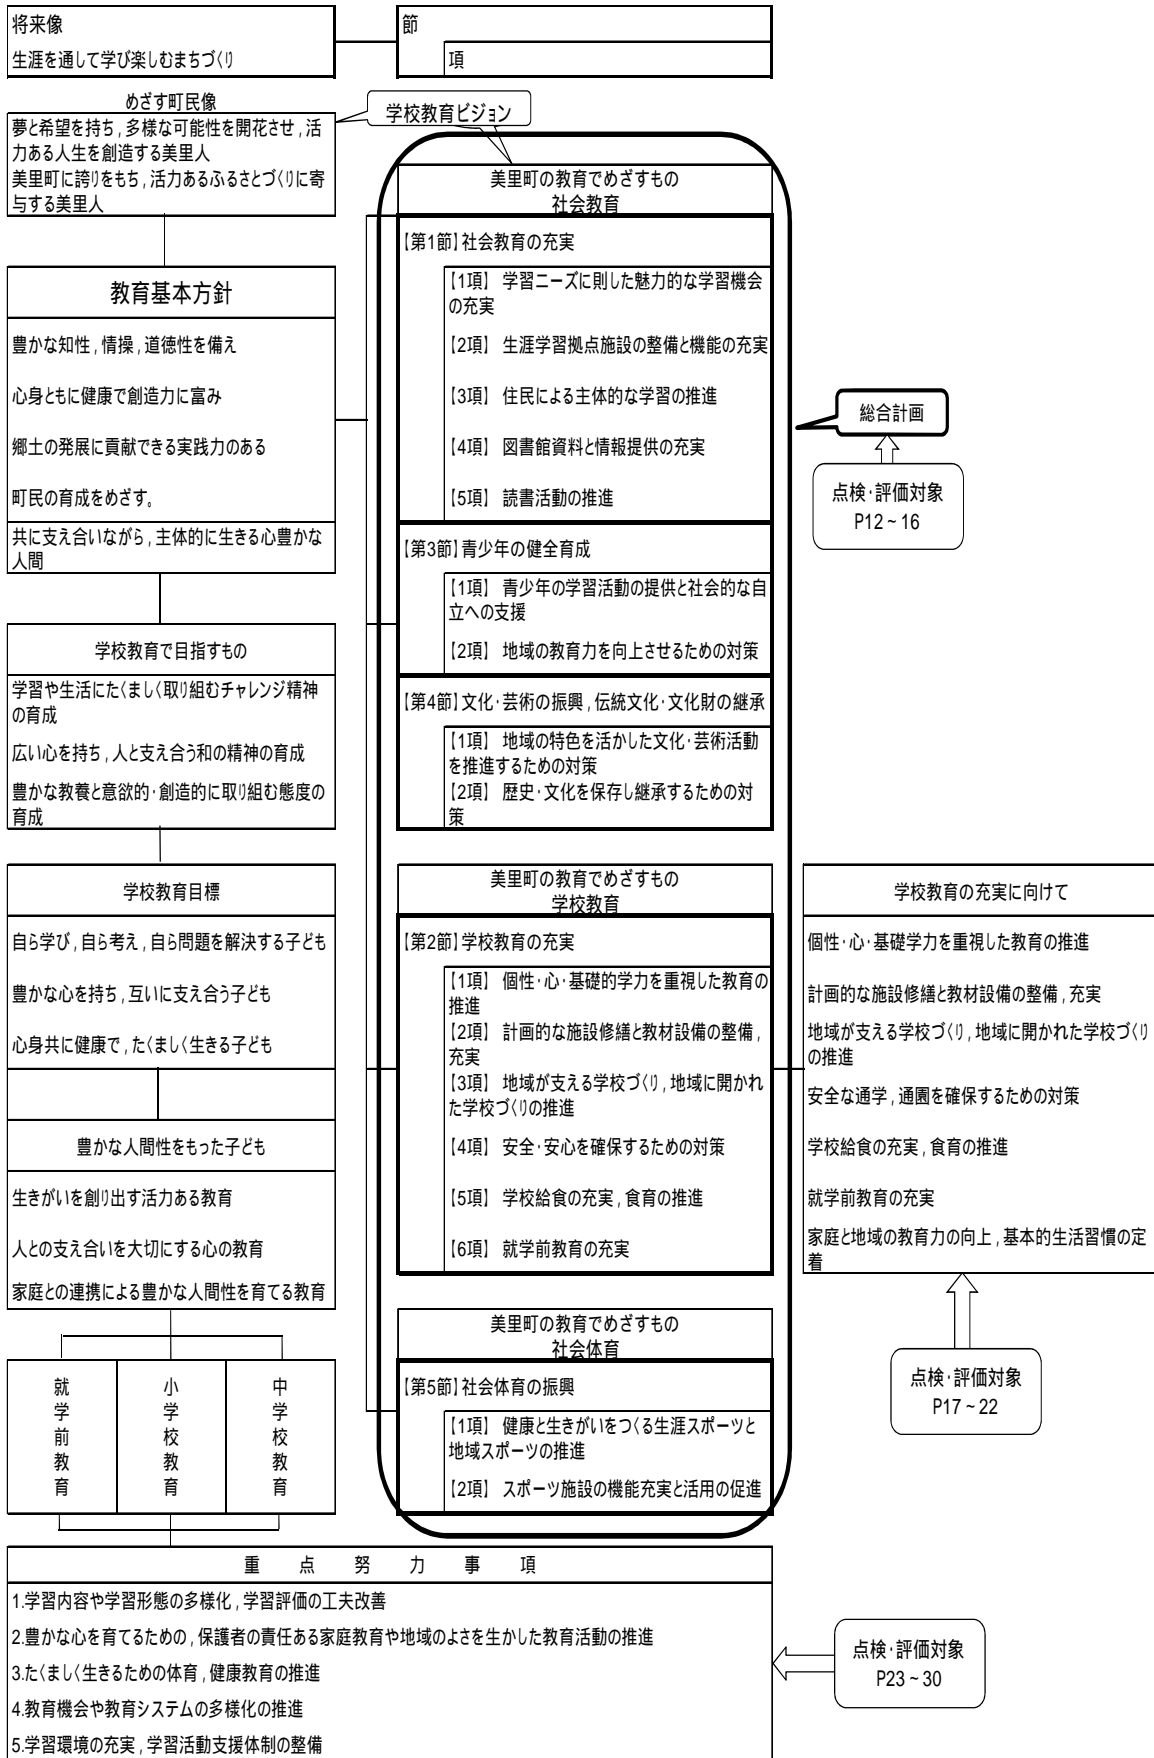 将来像
生涯を通して学び楽しむまちづくり
節
項
めざす町民像
夢と希望を持ち，多様な可能性を開花させ，活
力ある人生を創造する美里人
美里町に誇りをもち，活力あるふるさとづくりに寄
与する美里人
学校教育ビジョン
教育基本方針
豊かな知性，情操，道徳性を備え
心身ともに健康で創造力に富み
郷土の発展に貢献できる実践力のある
町民の育成をめざす。
共に支え合いながら，主体的に生きる心豊かな
人間
学校教育で目指すもの
学習や生活にたくましく取り組むチャレンジ精神
の育成
広い心を持ち，人と支え合う和の精神の育成
豊かな教養と意欲的・創造的に取り組む態度の
育成
学校教育目標
自ら学び，自ら考え，自ら問題を解決する子ども
豊かな心を持ち，互いに支え合う子ども
心身共に健康で，たくましく生きる子ども
豊かな人間性をもった子ども
生きがいを創り出す活力ある教育
人との支え合いを大切にする心の教育
家庭との連携による豊かな人間性を育てる教育
就学前教育
小学校教育
中学校教育
美里町の教育でめざすもの
社会教育
【第1節】社会教育の充実
【1項】 学習ニーズに則した魅力的な学習機会
の充実
【2項】 生涯学習拠点施設の整備と機能の充実
【3項】 住民による主体的な学習の推進
【4項】 図書館資料と情報提供の充実
【5項】 読書活動の推進
【第3節】青少年の健全育成
【1項】 青少年の学習活動の提供と社会的な自
立への支援
【2項】 地域の教育力を向上させるための対策
【第4節】文化・芸術の振興，伝統文化・文化財の継承
【1項】 地域の特色を活かした文化・芸術活動
を推進するための対策
【2項】 歴史・文化を保存し継承するための対
策
美里町の教育でめざすもの
学校教育
【第2節】学校教育の充実
【1項】 個性・心・基礎的学力を重視した教育の
推進
【2項】 計画的な施設修繕と教材設備の整備，
充実
【3項】 地域が支える学校づくり，地域に開かれ
た学校づくりの推進
【4項】 安全・安心を確保するための対策
【5項】 学校給食の充実，食育の推進
【6項】 就学前教育の充実
美里町の教育でめざすもの
社会体育
【第5節】社会体育の振興
【1項】 健康と生きがいをつくる生涯スポーツと
地域スポーツの推進
【2項】 スポーツ施設の機能充実と活用の促進
総合計画
点検・評価対象
P12～16
学校教育の充実に向けて
個性・心・基礎学力を重視した教育の推進
計画的な施設修繕と教材設備の整備，充実
地域が支える学校づくり，地域に開かれた学校づくり
の推進
安全な通学，通園を確保するための対策
学校給食の充実，食育の推進
就学前教育の充実
家庭と地域の教育力の向上，基本的生活習慣の定
着
点検・評価対象
P17～22
重点努力事項
1.学習内容や学習形態の多様化，学習評価の工夫改善
2.豊かな心を育てるための，保護者の責任ある家庭教育や地域のよさを生かした教育活動の推進
3.たくましく生きるための体育，健康教育の推進
4.教育機会や教育システムの多様化の推進
5.学習環境の充実，学習活動支援体制の整備
点検・評価対象
P23～30